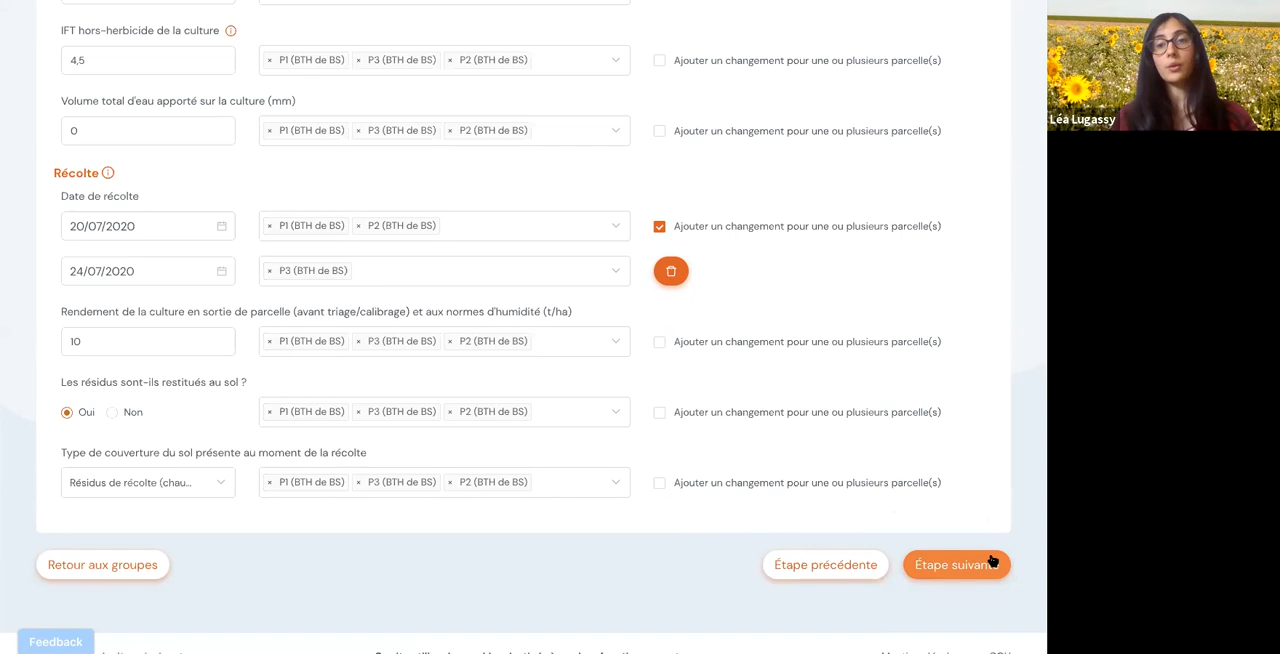 IFT hors-herbicide de la culture
4,5
× P1 (BTH de BS) × P3 (BTH de BS) × P2 (BTH de BS)
Ajouter un changement pour une ou plusieurs parcelle(s)
Volume total d'eau apporté sur la culture (mm)
0
× P1 (BTH de BS) × P3 (BTH de BS) × P2 (BTH de BS)
Ajouter un changement pour une ou plusieurs parcelle(s)
Récolte
Date de récolte
20/07/2020
× P1 (BTH de BS) × P2 (BTH de BS)
Ajouter un changement pour une ou plusieurs parcelle(s)
24/07/2020
× P3 (BTH de BS)
Rendement de la culture en sortie de parcelle (avant triage/calibrage) et aux normes d'humidité (t/ha)
10
× P1 (BTH de BS) × P3 (BTH de BS) × P2 (BTH de BS)
Ajouter un changement pour une ou plusieurs parcelle(s)
Les résidus sont-ils restitués au sol ?
Oui Non
× P1 (BTH de BS) × P3 (BTH de BS) × P2 (BTH de BS)
Ajouter un changement pour une ou plusieurs parcelle(s)
Type de couverture du sol présente au moment de la récolte
Résidus de récolte (chau...
× P1 (BTH de BS) × P3 (BTH de BS) × P2 (BTH de BS)
Ajouter un changement pour une ou plusieurs parcelle(s)
Retour aux groupes
Étape précédente
Étape suivante
Feedback
Léa Lugassy